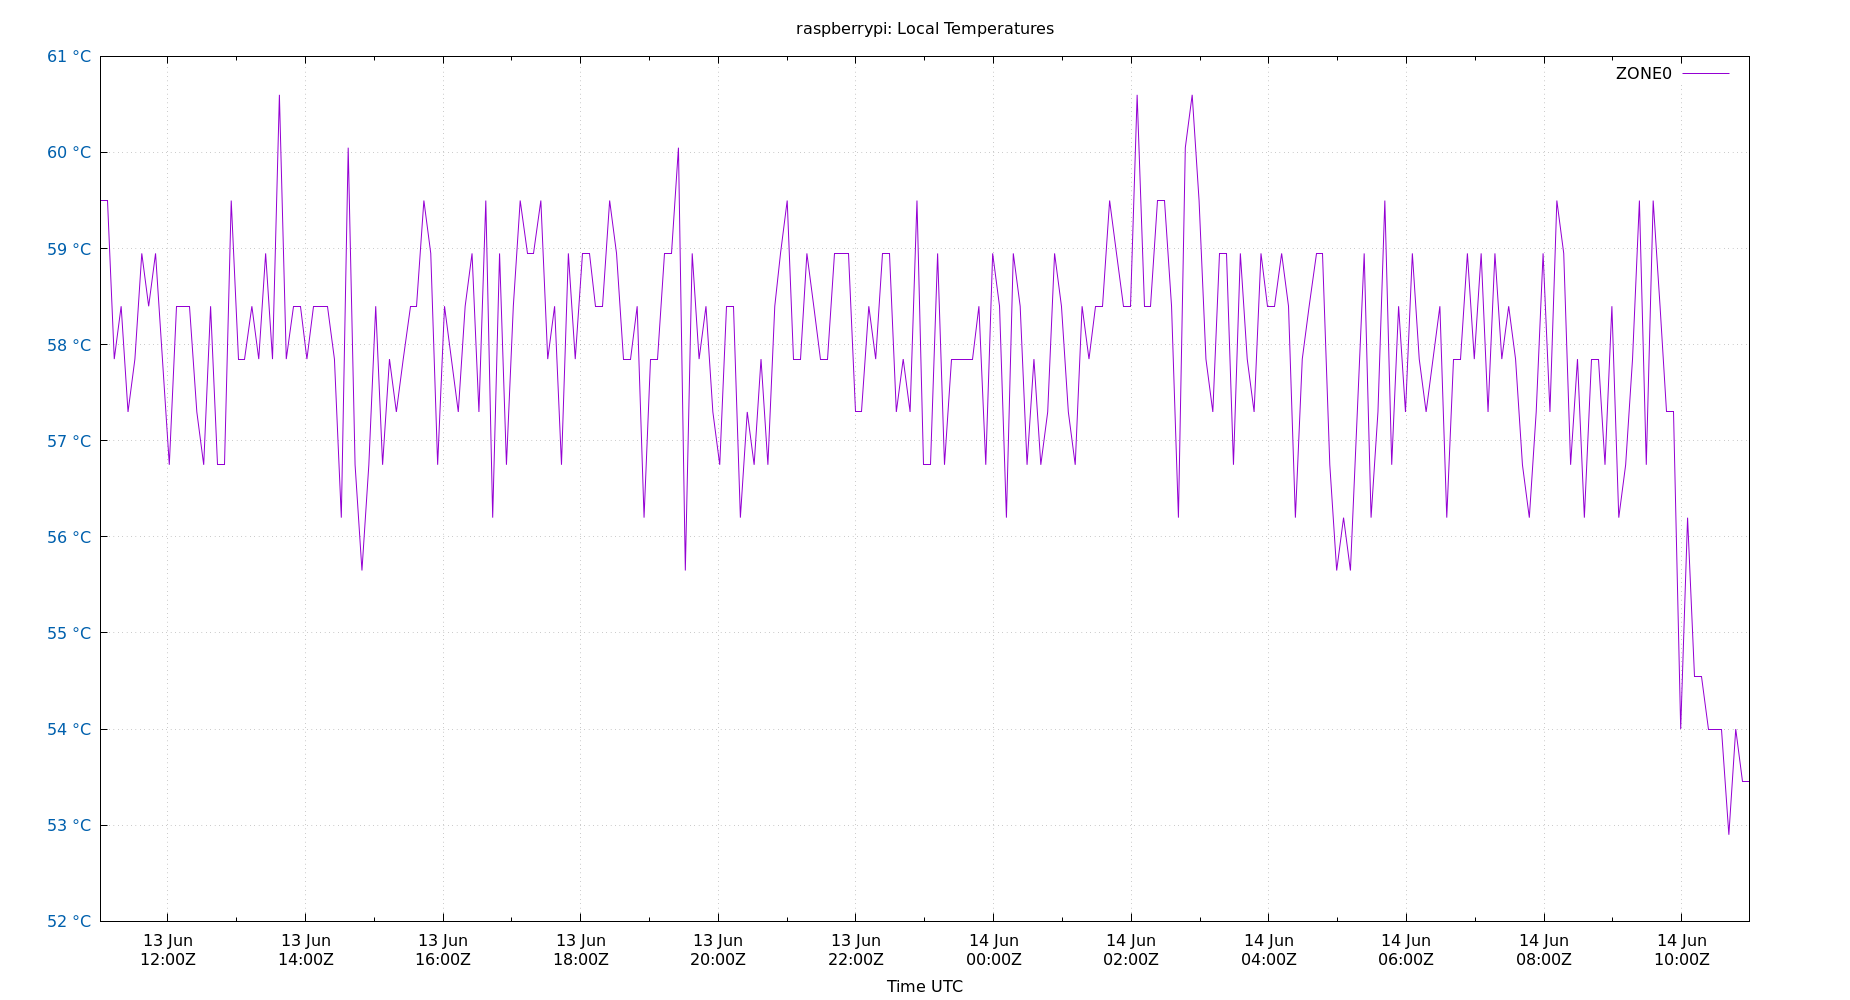 raspberrypi: Local Temperatures
61 °C
ZONE0
60 °C
59 °C
58 °C
57 °C
56 °C
55 °C
54 °C
53 °C
52 °C
13 Jun 13 Jun 13 Jun 13 Jun 13 Jun 13 Jun 14 Jun 14 Jun 14 Jun 14 Jun 14 Jun 14 Jun
12:00Z 14:00Z 16:00Z 18:00Z 20:00Z 22:00Z 00:00Z 02:00Z 04:00Z 06:00Z 08:00Z 10:00Z
Time UTC